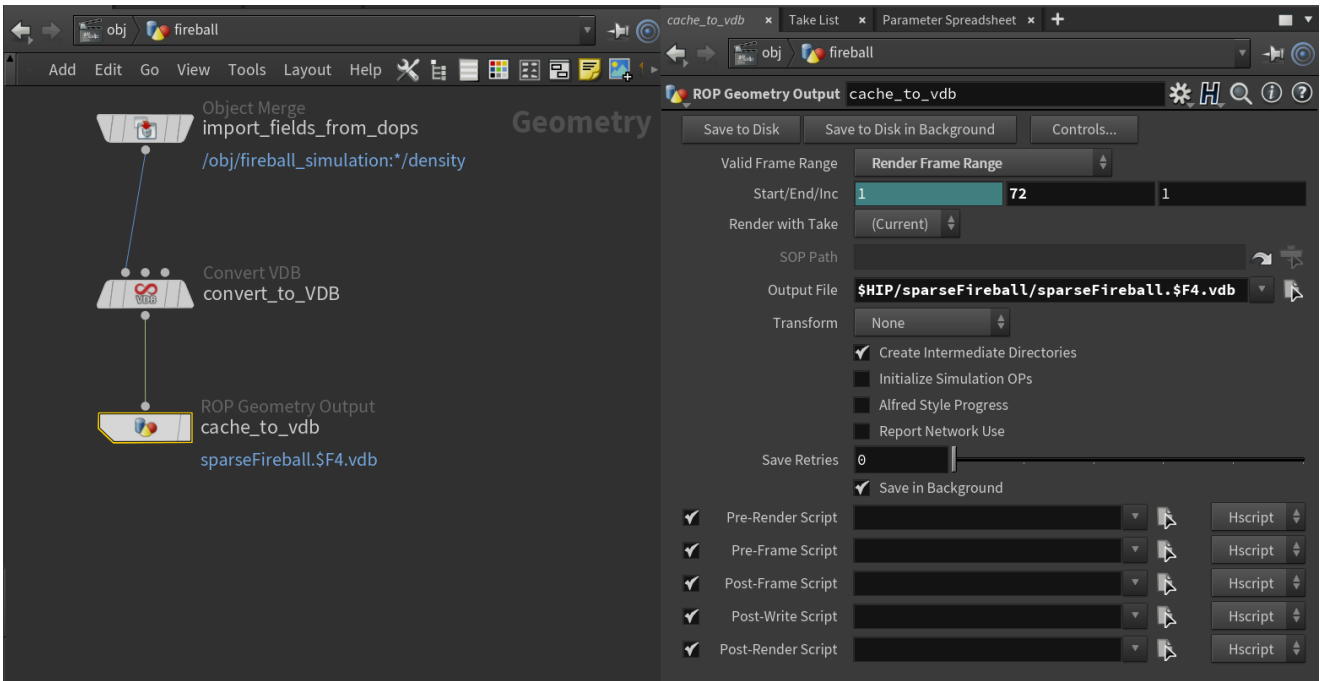 obj fireball
Add Edit Go View Tools Layout Help
Geometry
Object Merge
import_fields_from_dops
/obj/fireball_simulation:*/density
Convert VDB
VDB
convert_to_VDB
ROP Geometry Output
cache_to_vdb
sparseFireball.$F4.vdb
cache_to_vdb × Take List × Parameter Spreadsheet × +
obj fireball
ROP Geometry Output cache_to_vdb
Save to Disk Save to Disk in Background Controls...
Valid Frame Range Render Frame Range
Start/End/Inc 1 72 1
Render with Take (Current)
SOP Path
Output File $HIP/sparseFireball/sparseFireball.$F4.vdb
Transform None
Create Intermediate Directories
Initialize Simulation OPs
Alfred Style Progress
Report Network Use
Save Retries 0
Save in Background
Pre-Render Script Hscript
Pre-Frame Script Hscript
Post-Frame Script Hscript
Post-Write Script Hscript
Post-Render Script Hscript